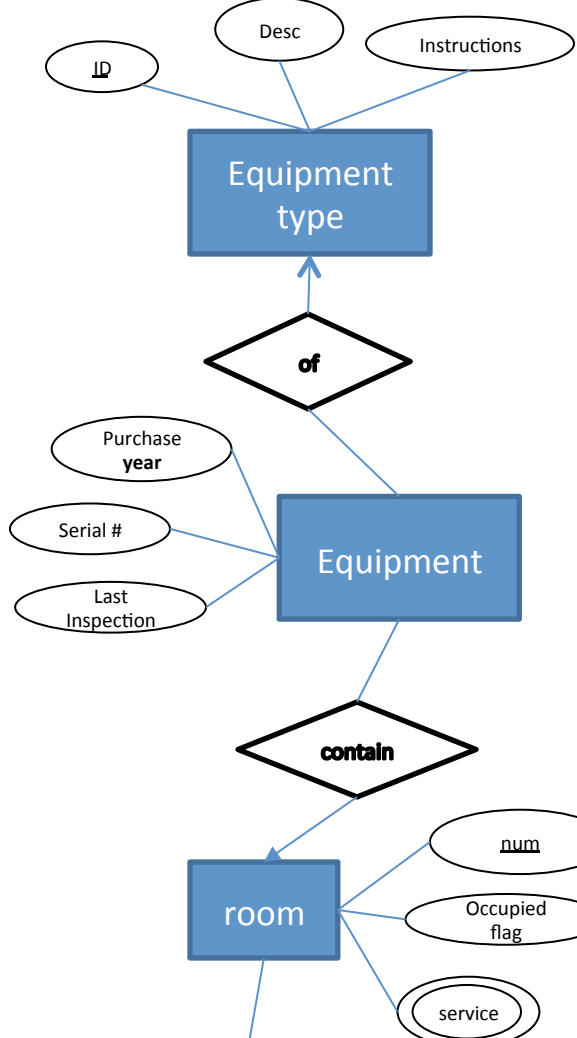 Desc
Instructions
ID
Equipment
type
of
Purchase
year
Serial #
Equipment
Last
Inspection
contain
num
room
Occupied
flag
service